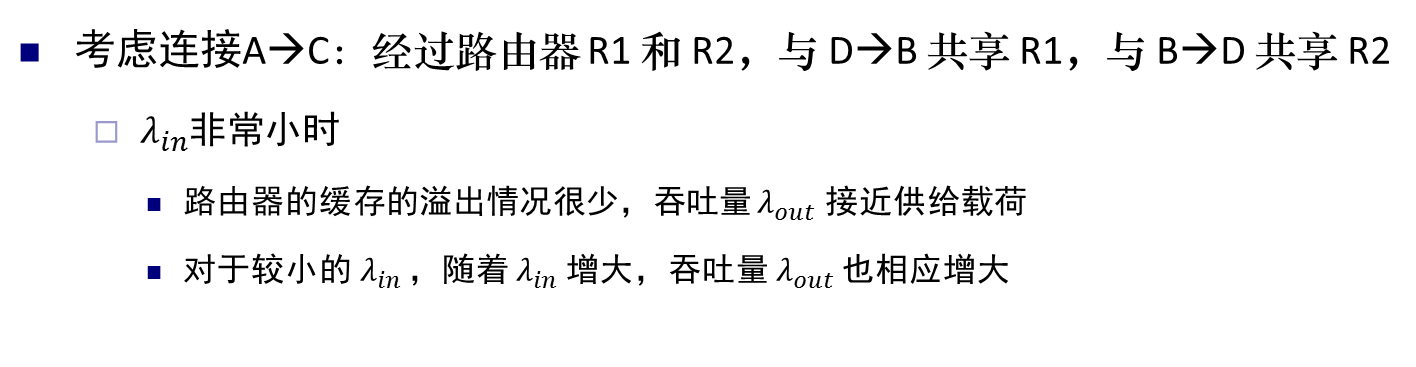 考虑连接A→C：经过路由器 R1 和 R2，与 D→B 共享 R1，与 B→D 共享 R2
λin非常小时
路由器的缓存的溢出情况很少，吞吐量 λout 接近供给载荷
对于较小的 λin ，随着 λin 增大，吞吐量 λout 也相应增大